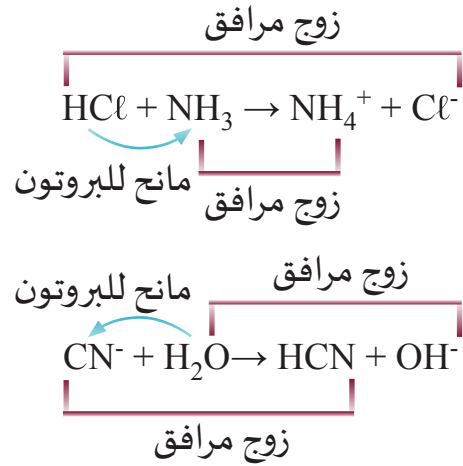 زوج مرافق
HCℓ + NH₃ → NH₄⁺ + Cℓ⁻
مانح للبروتون
زوج مرافق
زوج مرافق
مانح للبروتون
CN⁻ + H₂O→ HCN + OH⁻
زوج مرافق